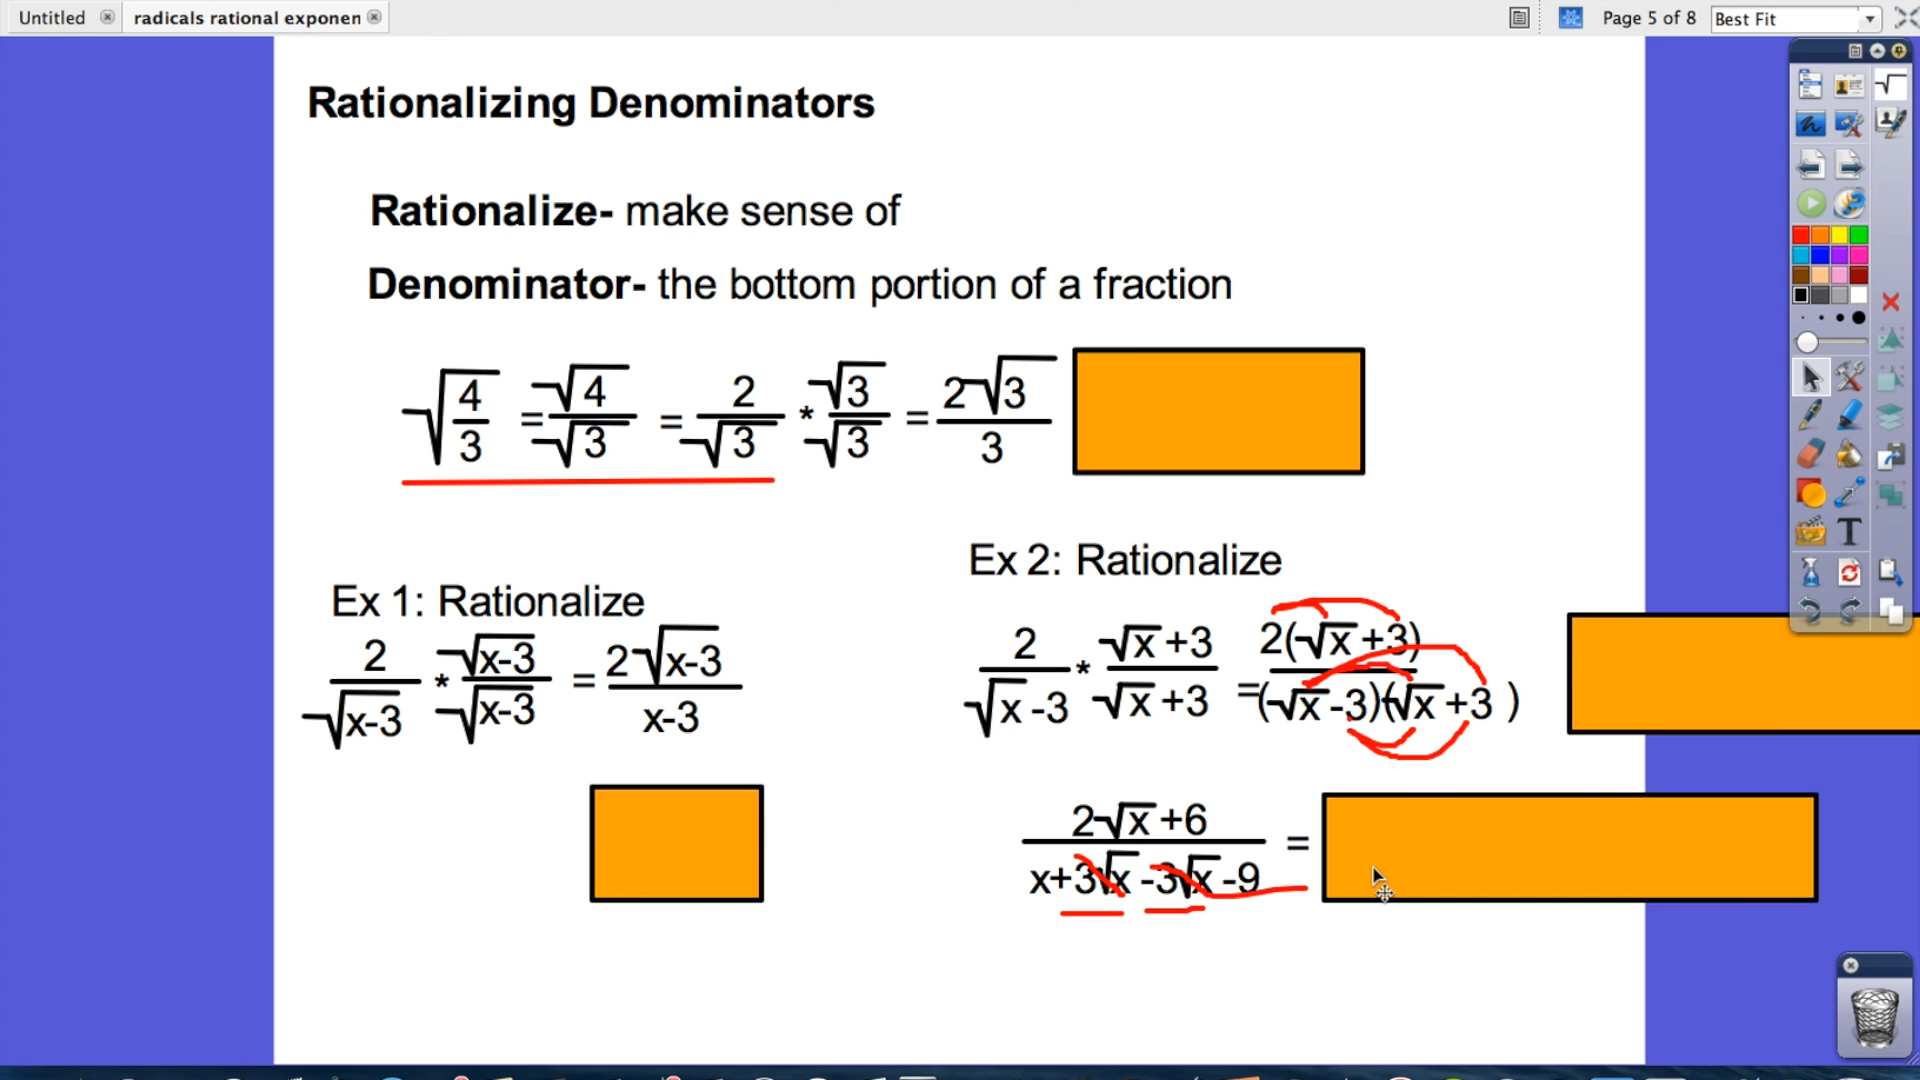 Untitled
radicals rational exponen
Page 5 of 8
Best Fit
Rationalizing Denominators
Rationalize- make sense of
Denominator- the bottom portion of a fraction
√(4/3) = √4/√3 = 2/√3 * √3/√3 = 2√3/3
Ex 1: Rationalize
2/√(x-3) * √(x-3)/√(x-3) = 2√(x-3)/(x-3)
Ex 2: Rationalize
2/(√x -3) * (√x +3)/(√x +3) = 2(√x +3)/((√x -3)(√x +3))
(2√x +6)/(x+3√x -3√x -9) =
T